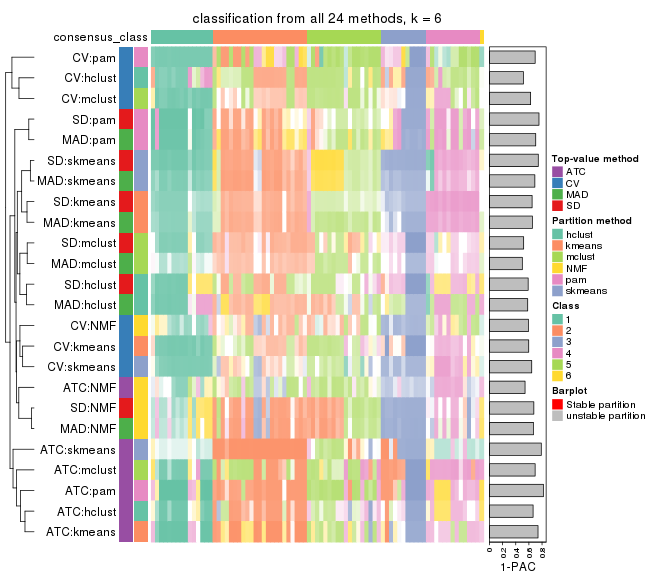 classification from all 24 methods, k = 6
consensus_class
CV:pam
CV:hclust
CV:mclust
SD:pam
MAD:pam
SD:skmeans
MAD:skmeans
SD:kmeans
MAD:kmeans
SD:mclust
MAD:mclust
SD:hclust
MAD:hclust
CV:NMF
CV:kmeans
CV:skmeans
ATC:NMF
SD:NMF
MAD:NMF
ATC:skmeans
ATC:mclust
ATC:pam
ATC:hclust
ATC:kmeans
0 0.2 0.4 0.6 0.8
1-PAC
Top-value method
ATC
CV
MAD
SD
Partition method
hclust
kmeans
mclust
NMF
pam
skmeans
Class
1
2
3
4
5
6
Barplot
Stable partition
unstable partition